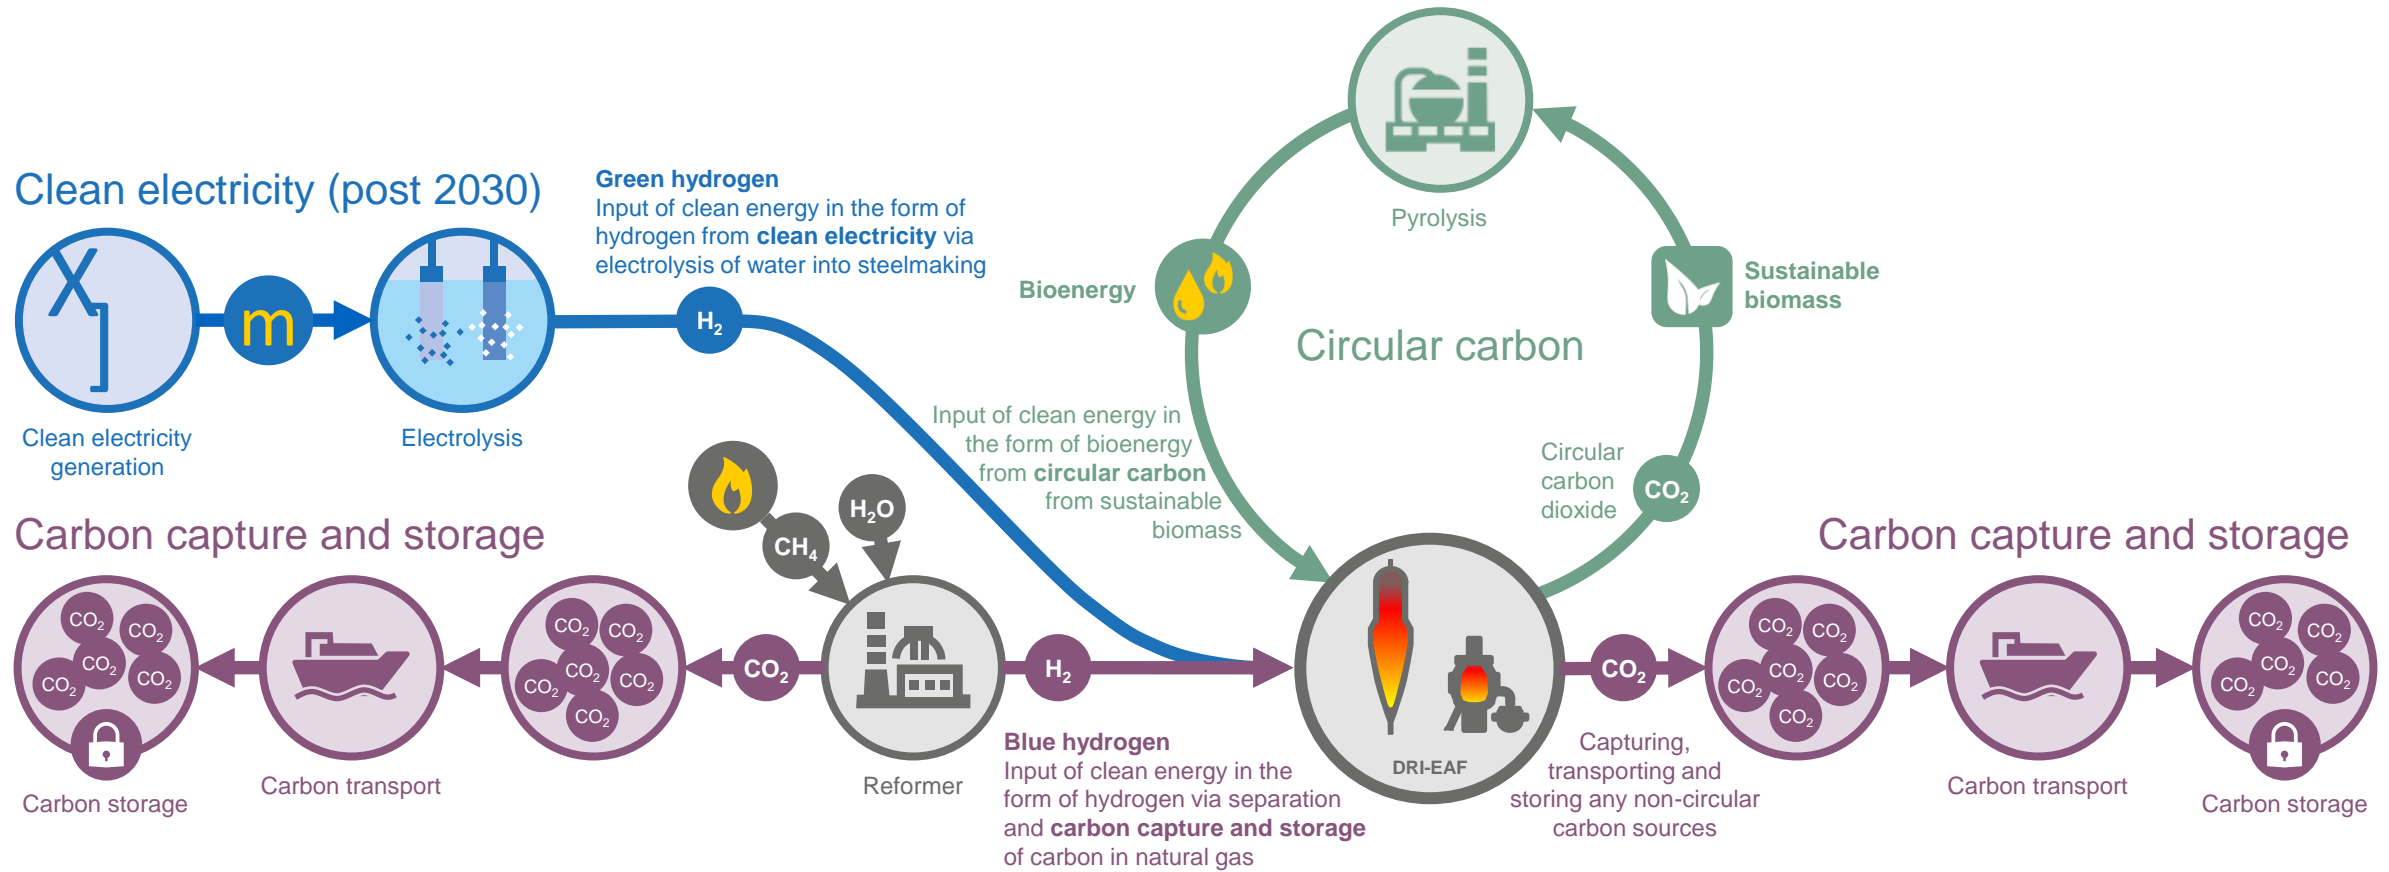 Clean electricity (post 2030)
X
]
m
Clean electricity
generation
Electrolysis
Green hydrogen
Input of clean energy in the form of
hydrogen from clean electricity via
electrolysis of water into steelmaking
H₂
Pyrolysis
Bioenergy
Sustainable
biomass
Circular carbon
Input of clean energy in
the form of bioenergy
from circular carbon
from sustainable
biomass
Circular
carbon
dioxide
CO₂
CH₄
H₂O
Carbon capture and storage
CO₂
CO₂
CO₂
CO₂
CO₂
Carbon storage
Carbon transport
CO₂
CO₂
CO₂
CO₂
CO₂
CO₂
CO₂
Reformer
H₂
Blue hydrogen
Input of clean energy in the
form of hydrogen via separation
and carbon capture and storage
of carbon in natural gas
DRI-EAF
Carbon capture and storage
CO₂
Capturing,
transporting and
storing any non-circular
carbon sources
CO₂
CO₂
CO₂
CO₂
CO₂
CO₂
Carbon transport
CO₂
CO₂
CO₂
CO₂
CO₂
Carbon storage